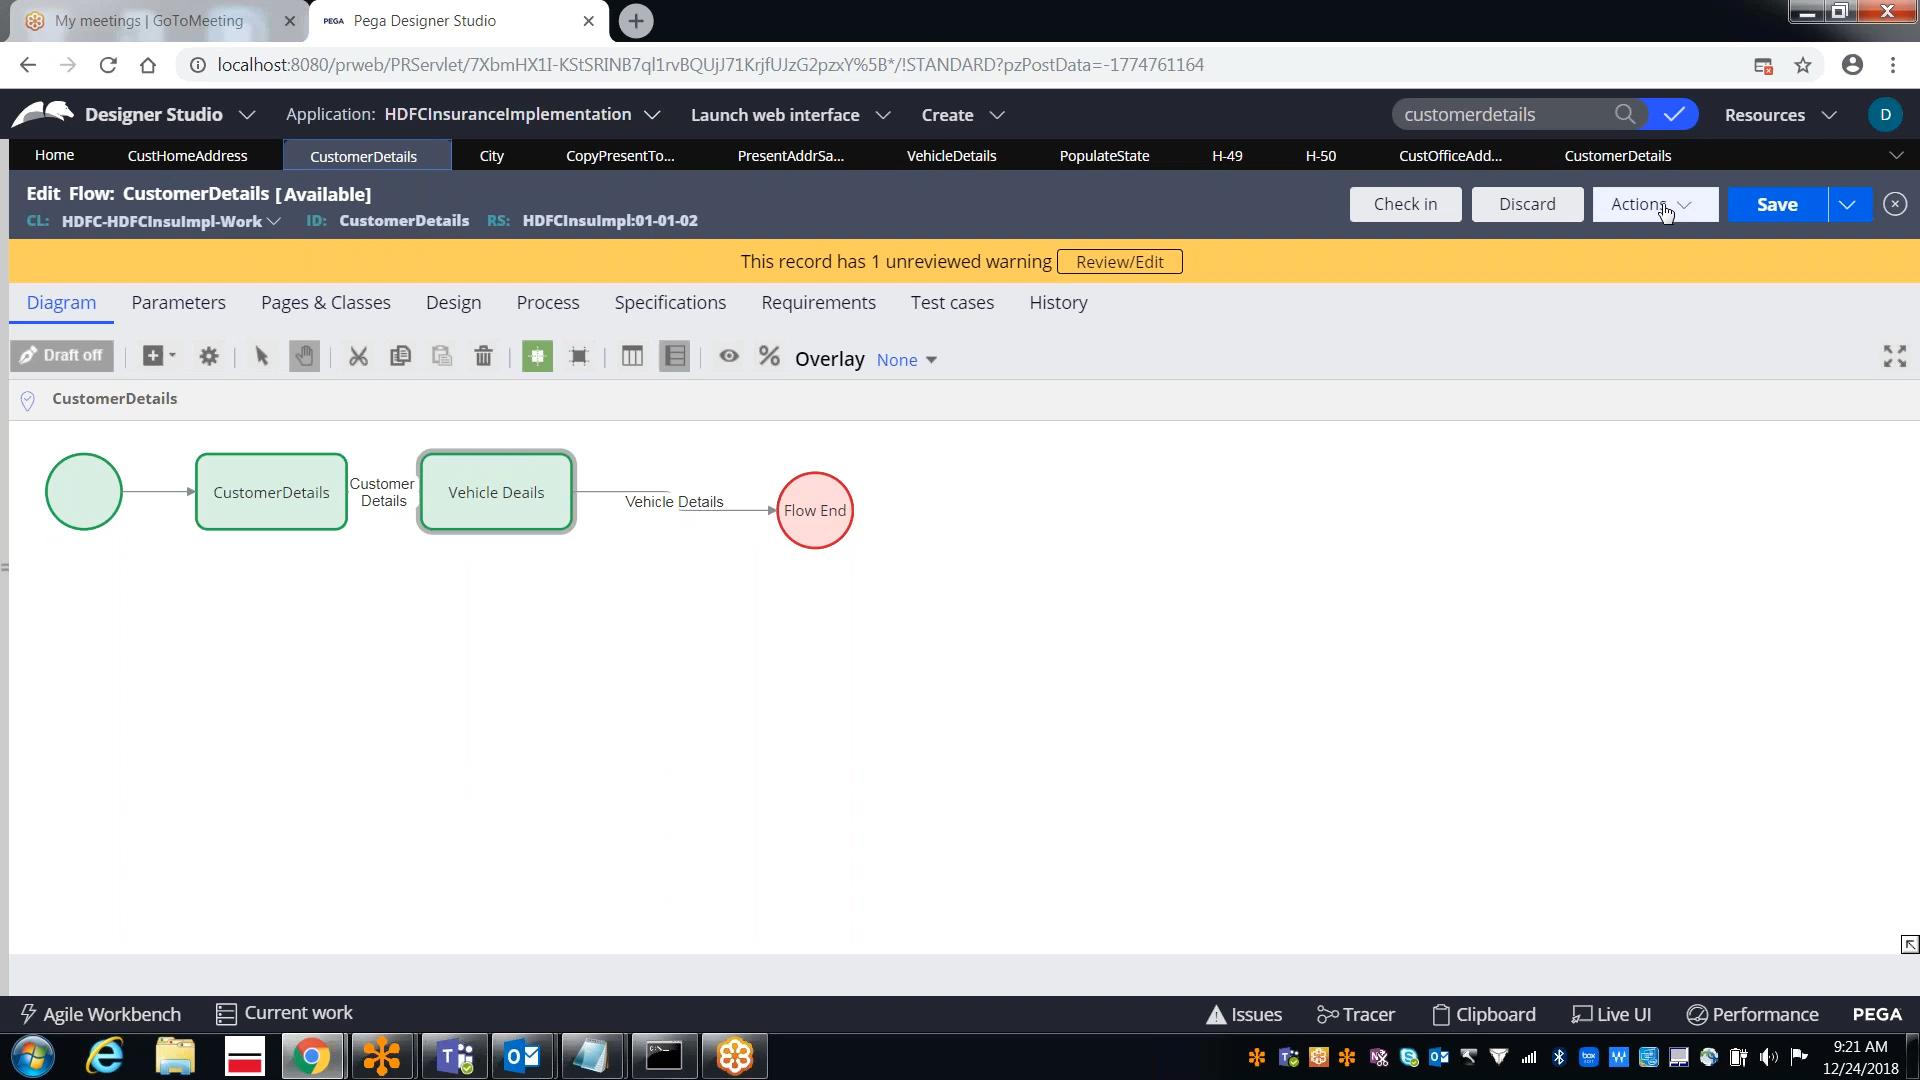 My meetings | GoToMeeting
PEGA Pega Designer Studio
localhost:8080/prweb/PRServlet/7XbmHX1I-KStSRINB7ql1rvBQUjJ71KrjfUJzG2pzxY%5B*/!STANDARD?pzPostData=-1774761164
Designer Studio Application: HDFCInsuranceImplementation Launch web interface Create customerdetails Resources D
Home CustHomeAddress CustomerDetails City CopyPresentTo... PresentAddrSa... VehicleDetails PopulateState H-49 H-50 CustOfficeAdd... CustomerDetails
Edit Flow: CustomerDetails [Available]
CL: HDFC-HDFCInsuImpl-Work ID: CustomerDetails RS: HDFCInsuImpl:01-01-02
Check in Discard Actions Save
This record has 1 unreviewed warning Review/Edit
Diagram Parameters Pages & Classes Design Process Specifications Requirements Test cases History
Draft off Overlay None
CustomerDetails
CustomerDetails
Customer
Details
Vehicle Deails
Vehicle Details
Flow End
Agile Workbench Current work Issues Tracer Clipboard Live UI Performance PEGA
9:21 AM
12/24/2018